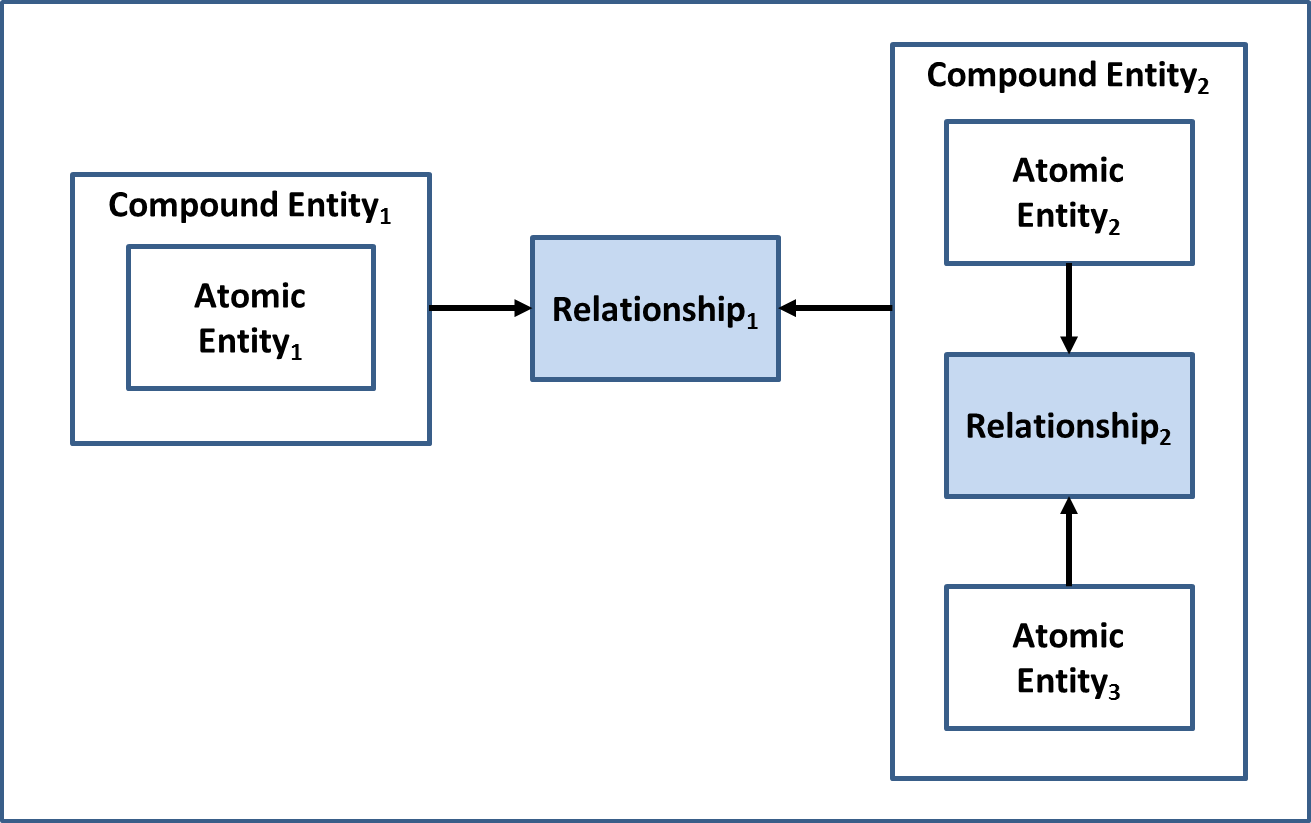 Compound Entity₁
Atomic
Entity₁
Relationship₁
Compound Entity₂
Atomic
Entity₂
Relationship₂
Atomic
Entity₃